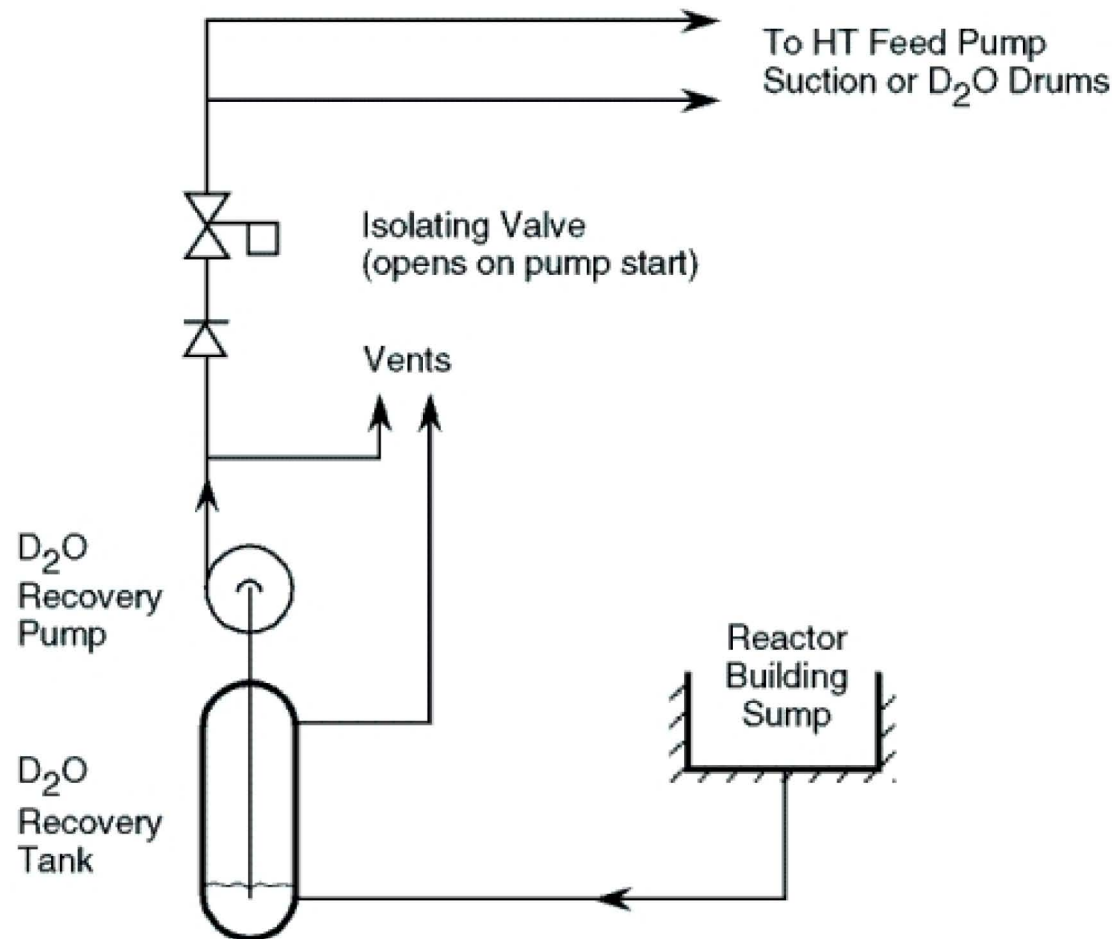 To HT Feed Pump
Suction or D₂O Drums
Isolating Valve
(opens on pump start)
Vents
D₂O
Recovery
Pump
Reactor
Building
Sump
D₂O
Recovery
Tank